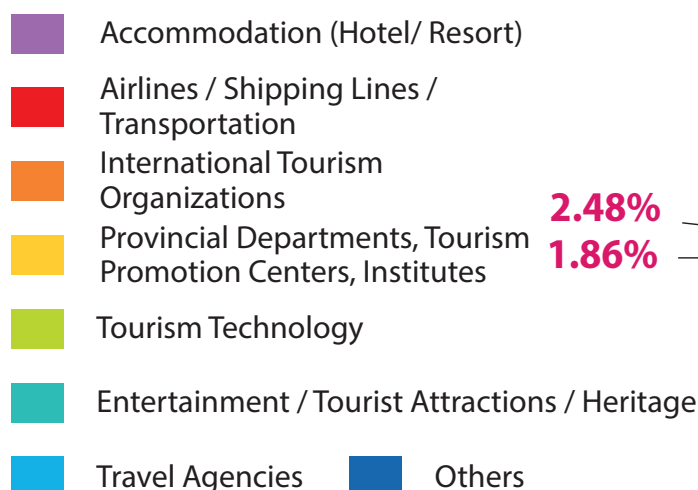 Accommodation (Hotel/ Resort)
Airlines / Shipping Lines /
Transportation
International Tourism
Organizations
2.48%
Provincial Departments, Tourism
1.86%
Promotion Centers, Institutes
Tourism Technology
Entertainment / Tourist Attractions / Heritage
Travel Agencies
Others